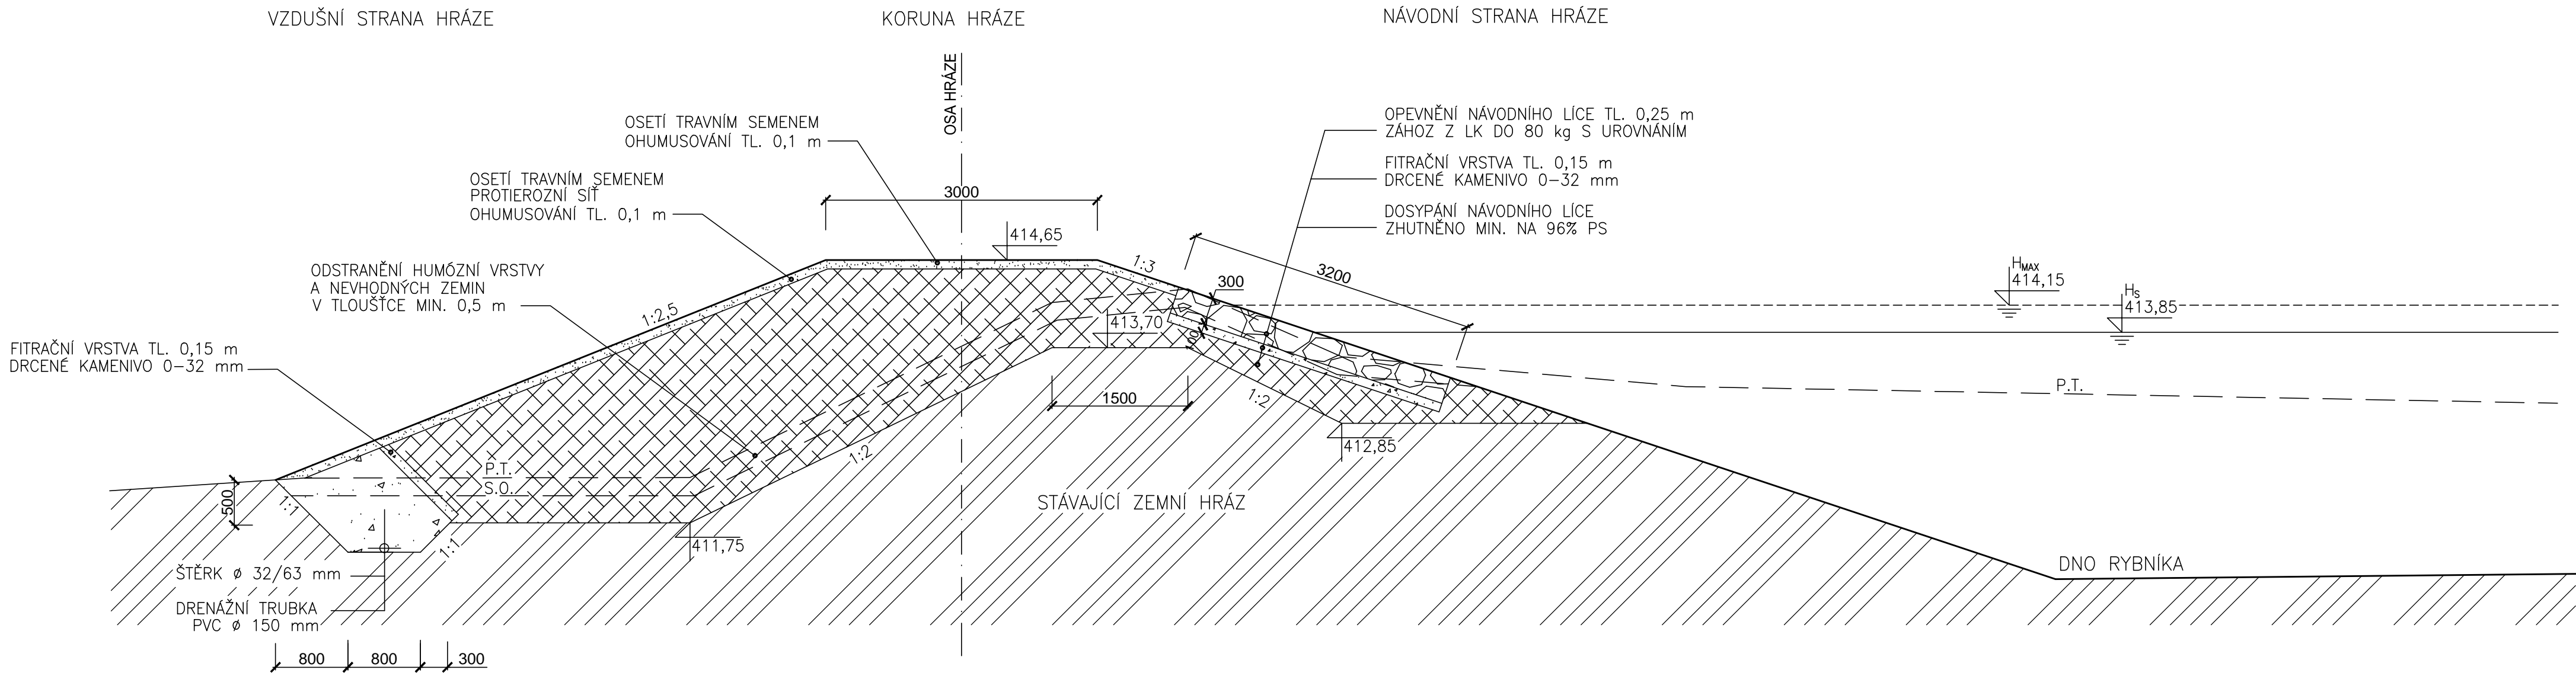 VZDUŠNÍ STRANA HRÁZE
KORUNA HRÁZE
NÁVODNÍ STRANA HRÁZE
OSA HRÁZE
OSETÍ TRAVNÍM SEMENEM
OHUMUSOVÁNÍ TL. 0,1 m
OSETÍ TRAVNÍM SEMENEM
PROTIEROZNÍ SÍŤ
OHUMUSOVÁNÍ TL. 0,1 m
ODSTRANĚNÍ HUMÓZNÍ VRSTVY
A NEVHODNÝCH ZEMIN
V TLOUŠŤCE MIN. 0,5 m
FITRAČNÍ VRSTVA TL. 0,15 m
DRCENÉ KAMENIVO 0-32 mm
OPEVNĚNÍ NÁVODNÍHO LÍCE TL. 0,25 m
ZÁHOZ Z LK DO 80 kg S UROVNÁNÍM
FITRAČNÍ VRSTVA TL. 0,15 m
DRCENÉ KAMENIVO 0-32 mm
DOSYPÁNÍ NÁVODNÍHO LÍCE
ZHUTNĚNO MIN. NA 96% PS
3000
414,65
1:3
3200
300
HMAX
414,15
HS
413,85
1:2,5
413,70
1500
1:2
412,85
P.T.
P.T.
S.O.
1:2
500
1:1
1:1
411,75
STÁVAJÍCÍ ZEMNÍ HRÁZ
DNO RYBNÍKA
ŠTĚRK ø 32/63 mm
DRENÁŽNÍ TRUBKA
PVC ø 150 mm
800
800
300